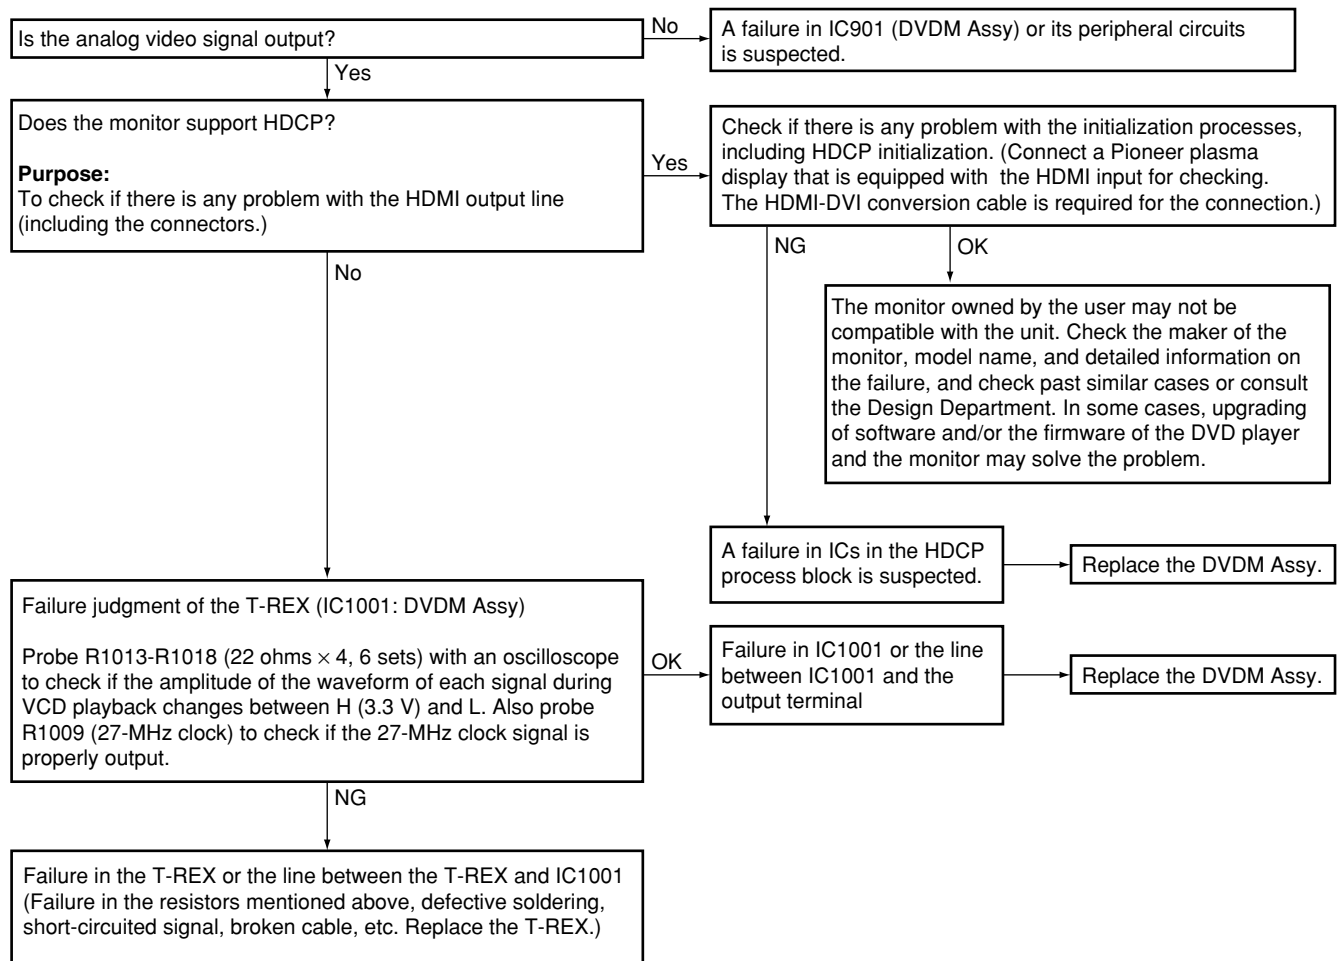 Is the analog video signal output?
No
A failure in IC901 (DVDM Assy) or its peripheral circuits
is suspected.
Yes
Does the monitor support HDCP?
Purpose:
To check if there is any problem with the HDMI output line
(including the connectors.)
Yes
Check if there is any problem with the initialization processes,
including HDCP initialization. (Connect a Pioneer plasma
display that is equipped with the HDMI input for checking.
The HDMI-DVI conversion cable is required for the connection.)
NG
OK
No
The monitor owned by the user may not be
compatible with the unit. Check the maker of the
monitor, model name, and detailed information on
the failure, and check past similar cases or consult
the Design Department. In some cases, upgrading
of software and/or the firmware of the DVD player
and the monitor may solve the problem.
A failure in ICs in the HDCP
process block is suspected.
Replace the DVDM Assy.
Failure judgment of the T-REX (IC1001: DVDM Assy)
Probe R1013-R1018 (22 ohms × 4, 6 sets) with an oscilloscope
to check if the amplitude of the waveform of each signal during
VCD playback changes between H (3.3 V) and L. Also probe
R1009 (27-MHz clock) to check if the 27-MHz clock signal is
properly output.
OK
Failure in IC1001 or the line
between IC1001 and the
output terminal
Replace the DVDM Assy.
NG
Failure in the T-REX or the line between the T-REX and IC1001
(Failure in the resistors mentioned above, defective soldering,
short-circuited signal, broken cable, etc. Replace the T-REX.)